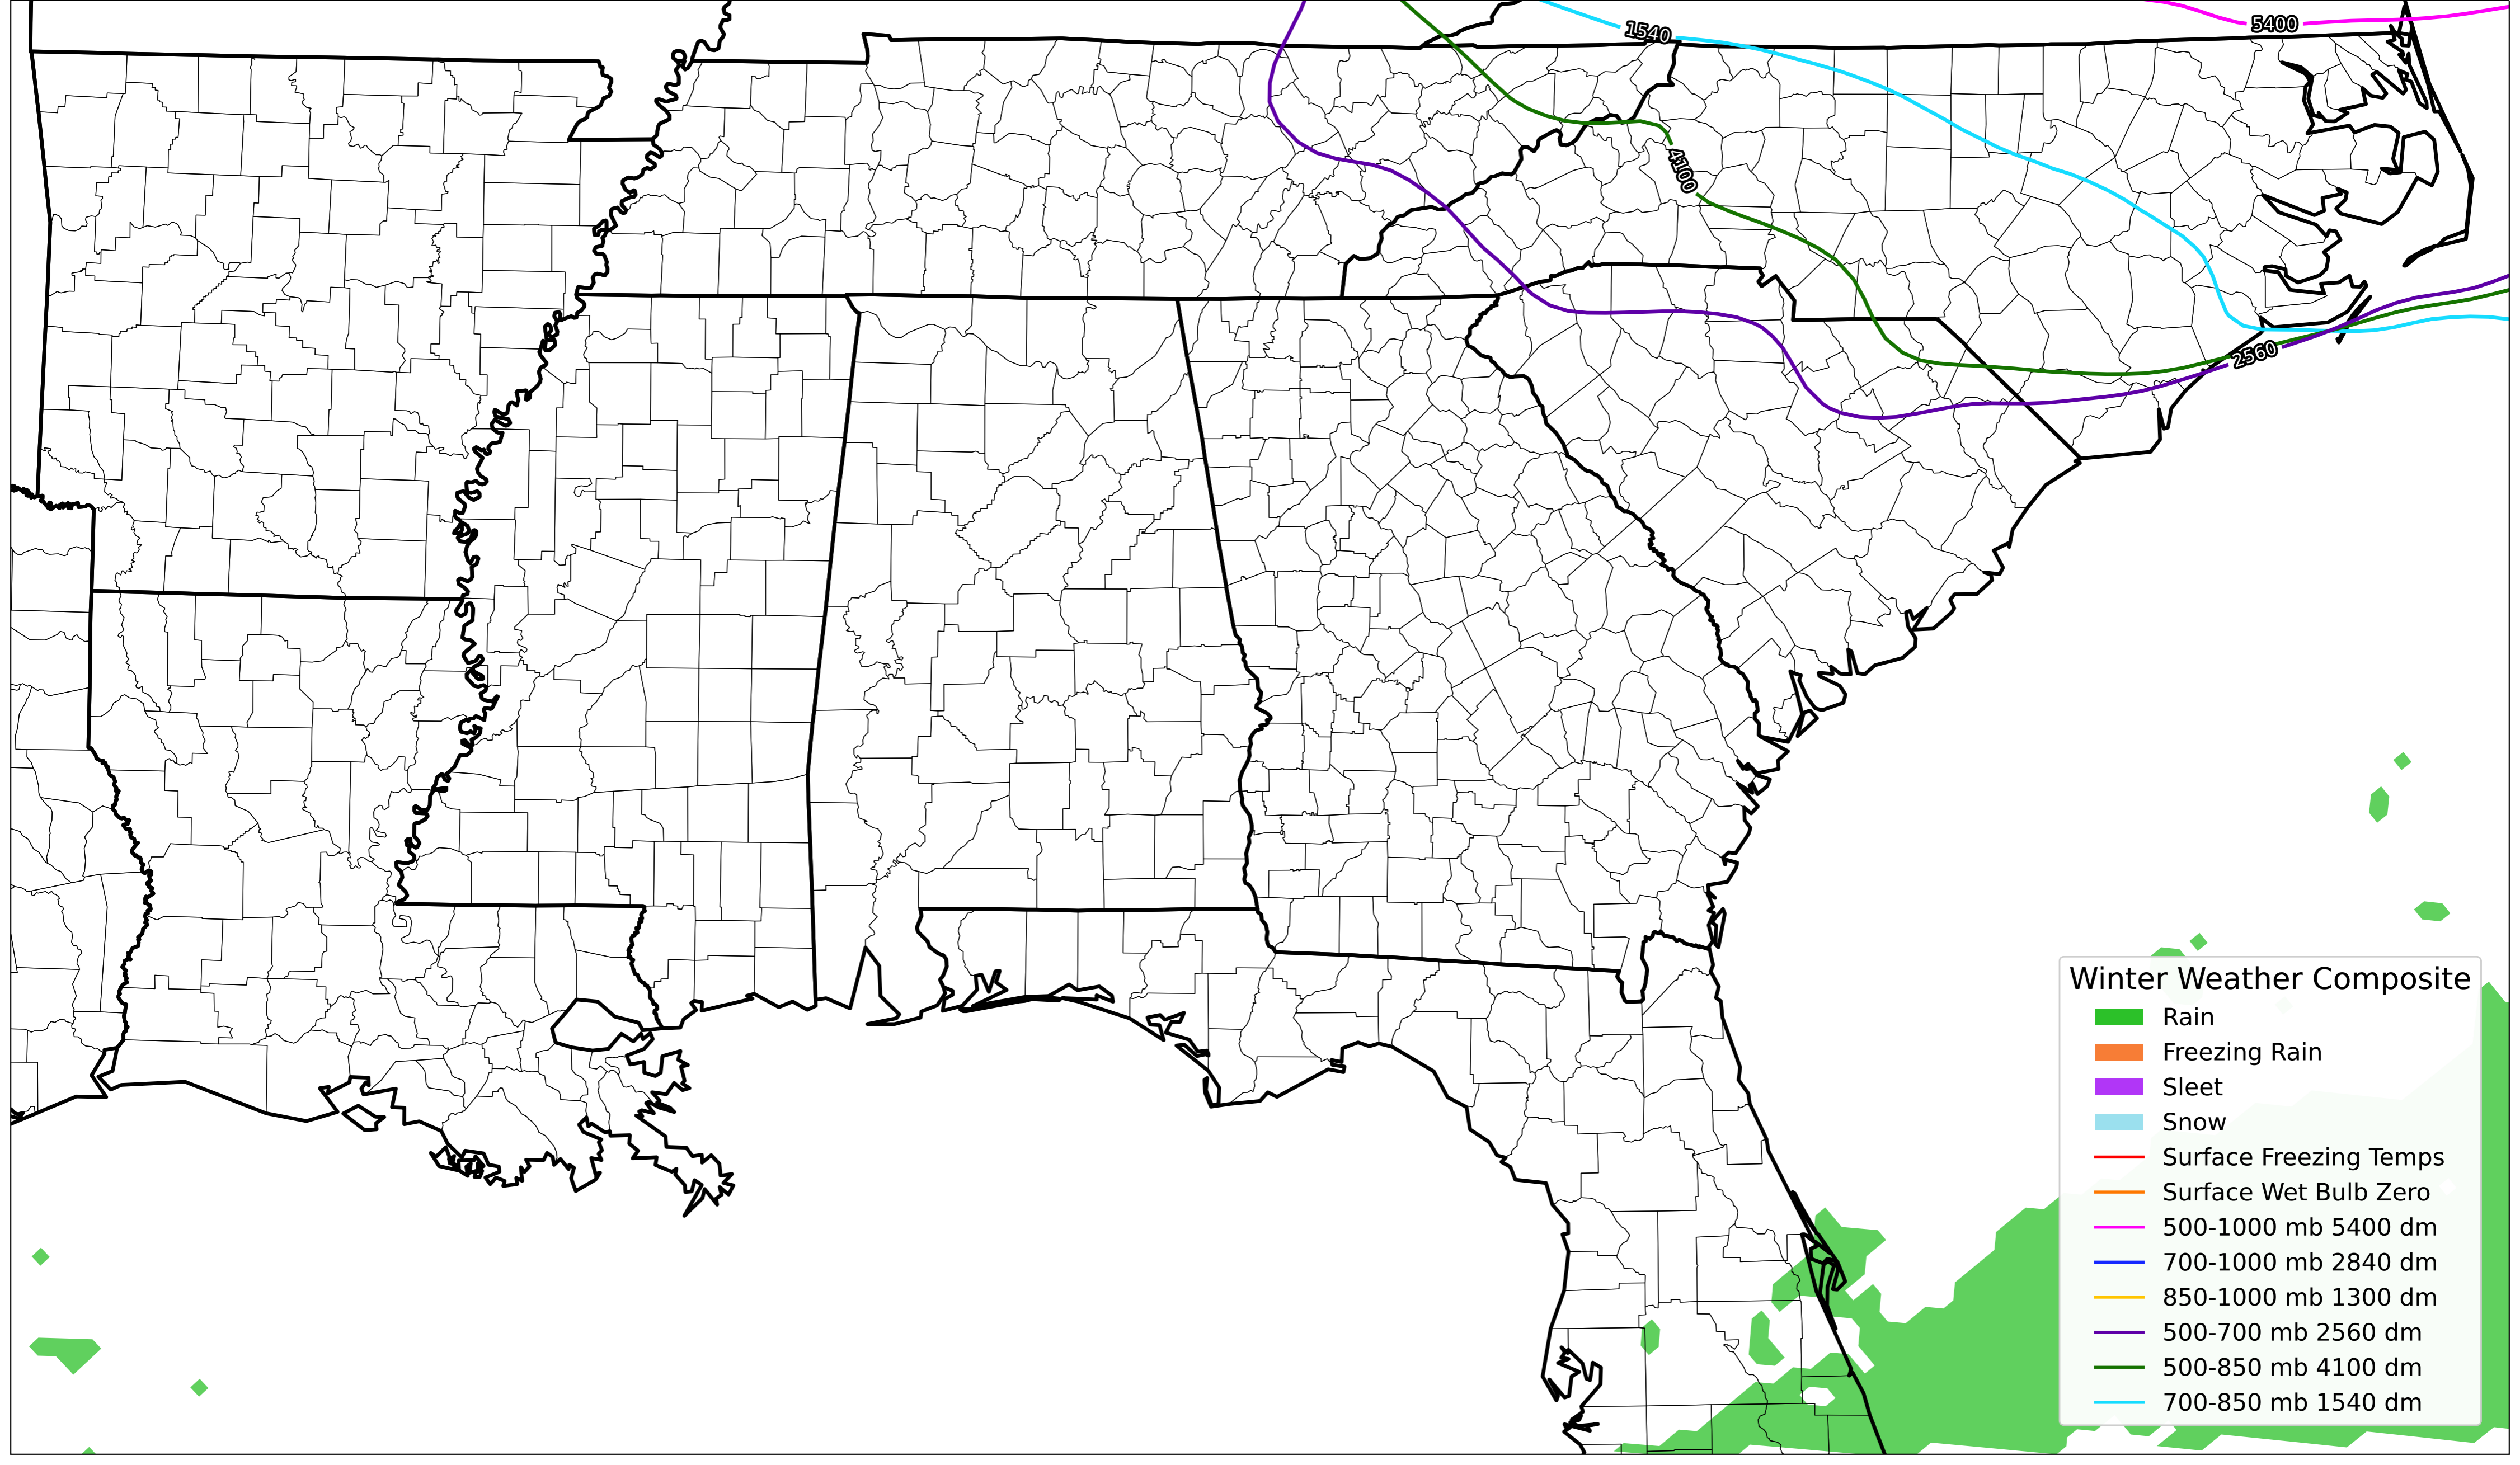 5400
1540
4100
2560
Winter Weather Composite
Rain
Freezing Rain
Sleet
Snow
Surface Freezing Temps
Surface Wet Bulb Zero
500-1000 mb 5400 dm
700-1000 mb 2840 dm
850-1000 mb 1300 dm
500-700 mb 2560 dm
500-850 mb 4100 dm
700-850 mb 1540 dm